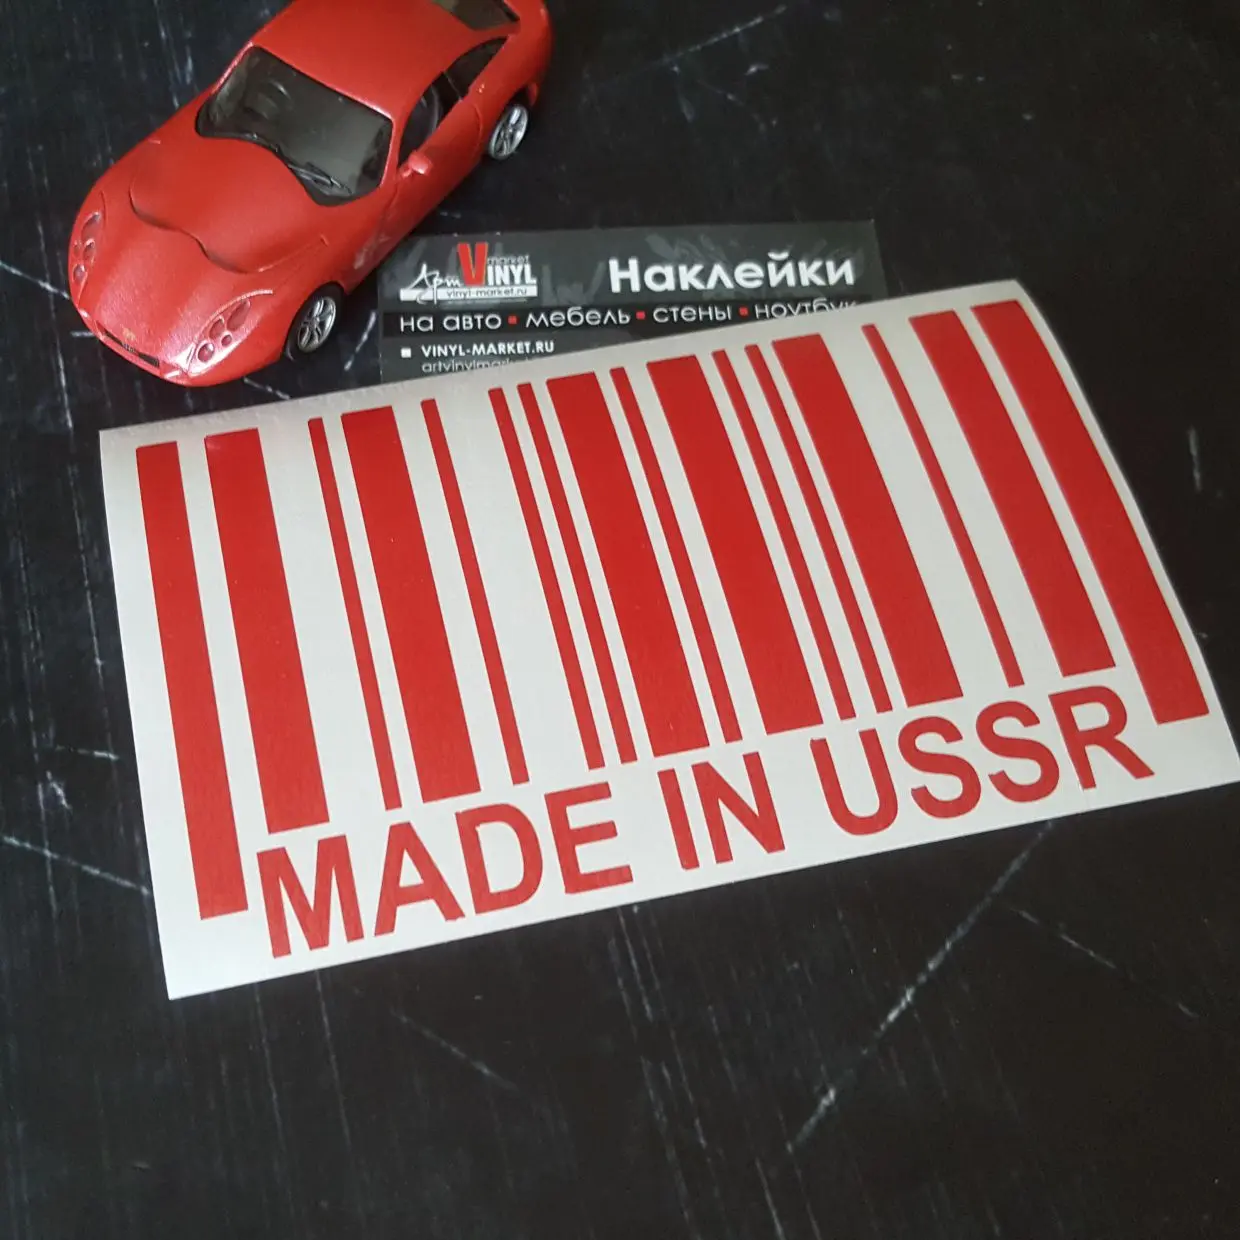 market
Арт VINYL
vinyl-market.ru
Наклейки
на авто ▪ мебель ▪ стены ▪ ноутбук
▪ VINYL-MARKET.RU
artvinylmarket
MADE IN USSR